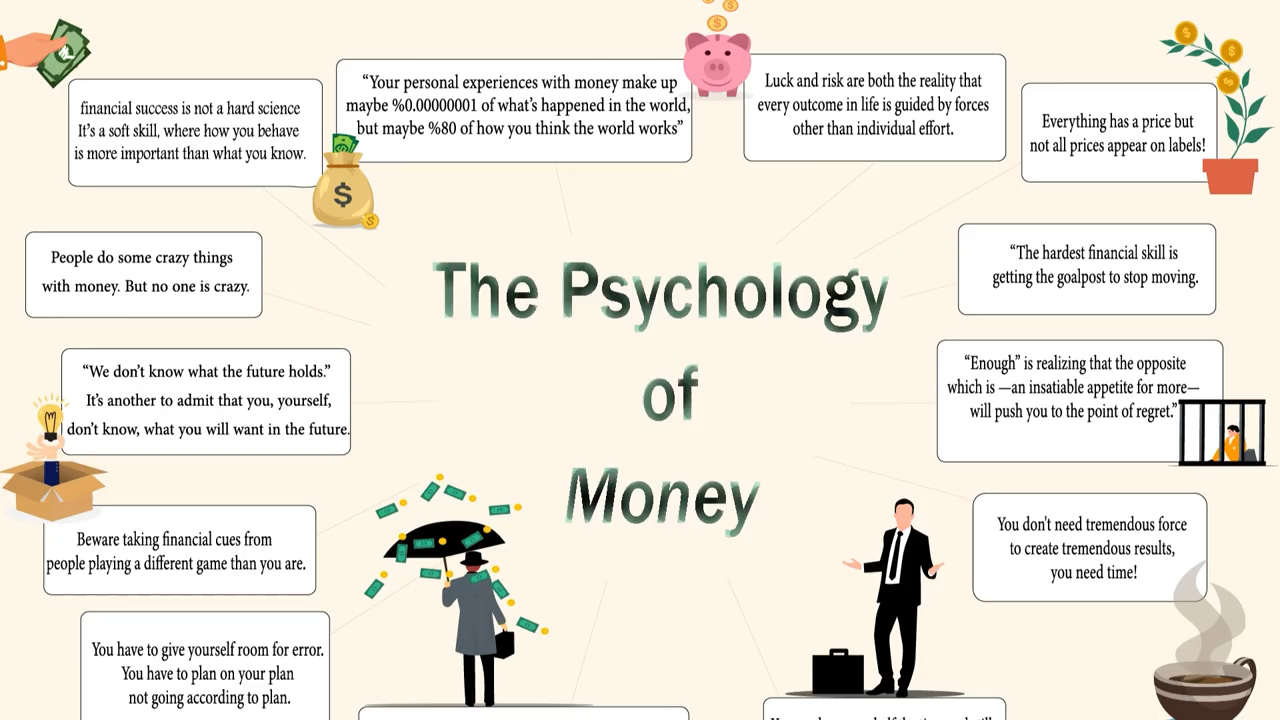 financial success is not a hard science
It's a soft skill, where how you behave
is more important than what you know.
“Your personal experiences with money make up
maybe %0.00000001 of what's happened in the world,
but maybe %80 of how you think the world works”
Luck and risk are both the reality that
every outcome in life is guided by forces
other than individual effort.
Everything has a price but
not all prices appear on labels!
People do some crazy things
with money. But no one is crazy.
“The hardest financial skill is
getting the goalpost to stop moving.
The Psychology
of
Money
“We don't know what the future holds.”
It's another to admit that you, yourself,
don't know, what you will want in the future.
“Enough” is realizing that the opposite
which is —an insatiable appetite for more—
will push you to the point of regret.”
Beware taking financial cues from
people playing a different game than you are.
You don't need tremendous force
to create tremendous results,
you need time!
You have to give yourself room for error.
You have to plan on your plan
not going according to plan.